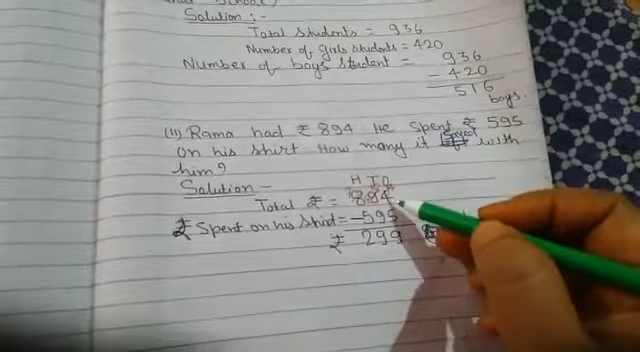 Solution :-
Total students = 936
Number of girls students = 420
Number of boys student = 936
- 420
516
boys.
(11) Rama had ₹ 894 He spent ₹ 595
on his shirt How many it left with
him?
Solution -
H T O
Total ₹ = 894
₹ Spent on his Shirt = -595
₹ 299